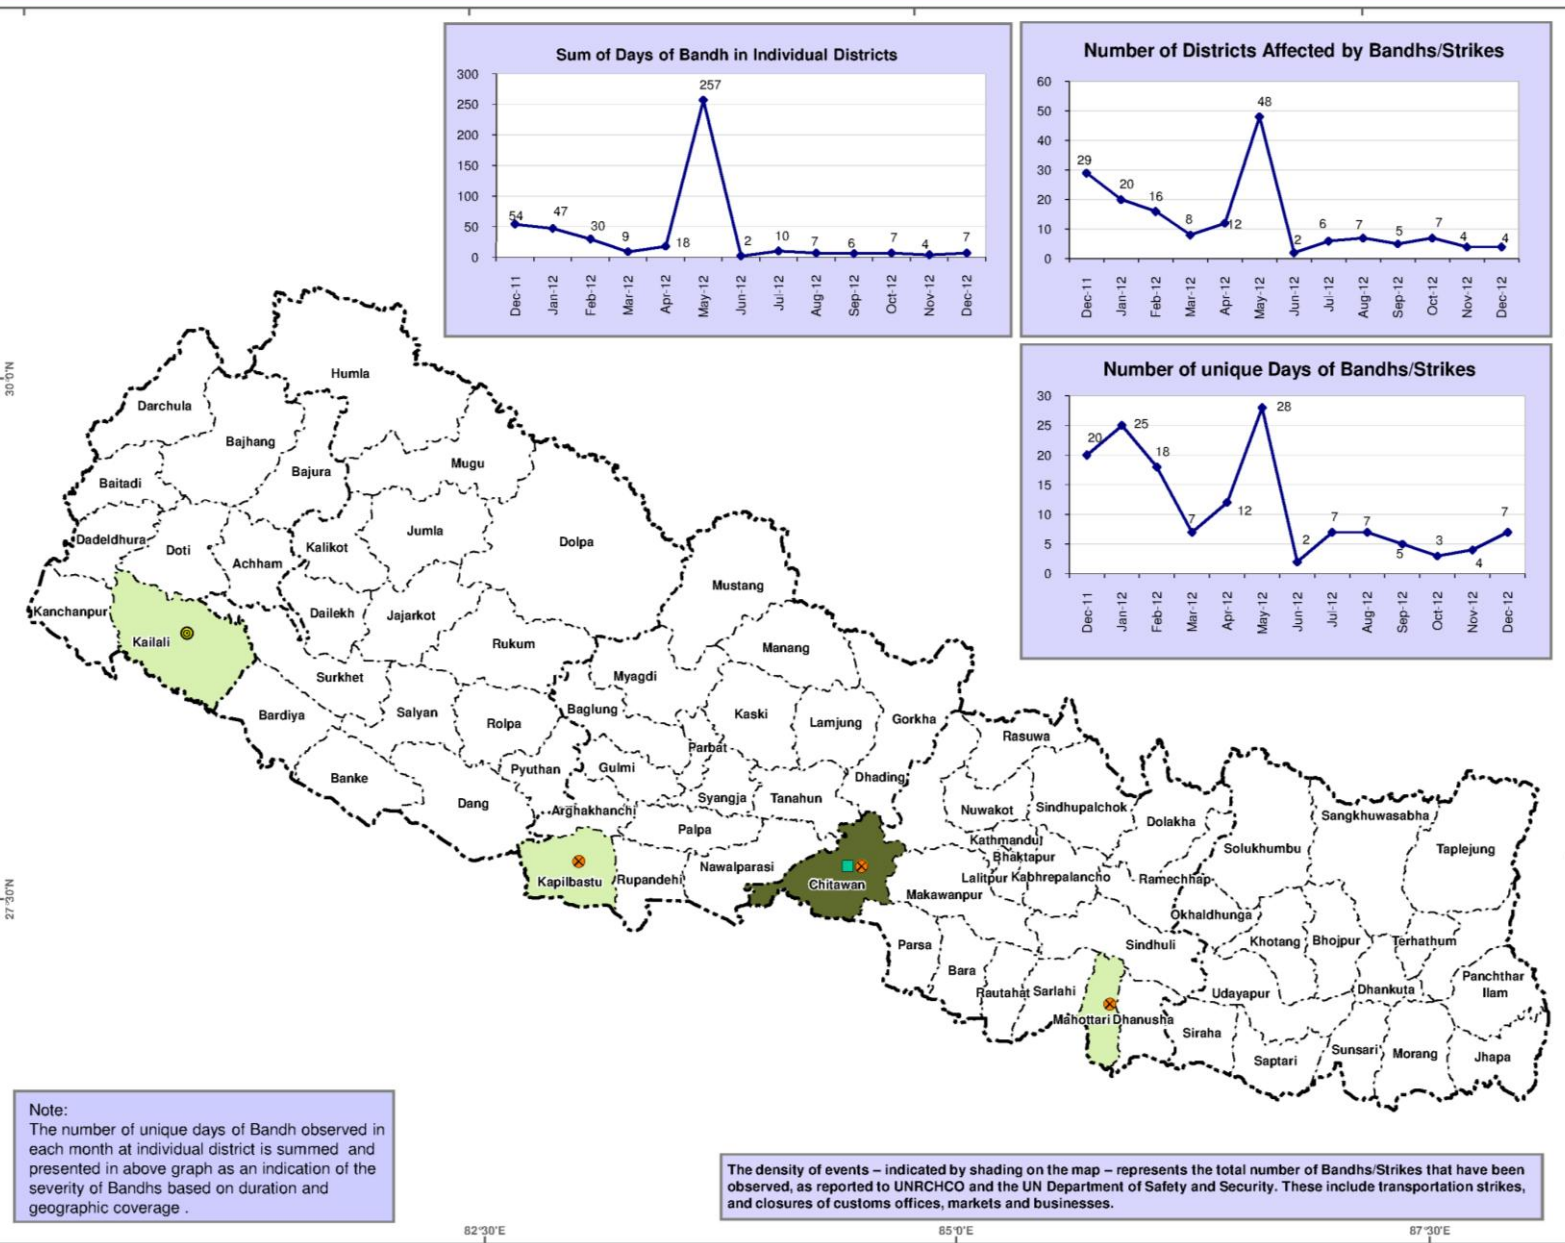 Sum of Days of Bandh in Individual Districts
300
250
200
150
100
50
0
54
47
30
9
18
257
2
10
7
6
7
4
7
Dec-11
Jan-12
Feb-12
Mar-12
Apr-12
May-12
Jun-12
Jul-12
Aug-12
Sep-12
Oct-12
Nov-12
Dec-12
Number of Districts Affected by Bandhs/Strikes
60
50
40
30
20
10
0
29
20
16
8
12
48
2
6
7
5
7
4
4
Dec-11
Jan-12
Feb-12
Mar-12
Apr-12
May-12
Jun-12
Jul-12
Aug-12
Sep-12
Oct-12
Nov-12
Dec-12
Number of unique Days of Bandhs/Strikes
30
25
20
15
10
5
0
20
25
18
7
12
28
2
7
7
5
3
4
7
Dec-11
Jan-12
Feb-12
Mar-12
Apr-12
May-12
Jun-12
Jul-12
Aug-12
Sep-12
Oct-12
Nov-12
Dec-12
30°0'N
27°30'N
Humla
Darchula
Bajhang
Bajura
Mugu
Baitadi
Dadeldhura
Doti
Achham
Kalikot
Jumla
Dolpa
Mustang
Kanchanpur
Kailali
Dailekh
Jajarkot
Rukum
Manang
Surkhet
Myagdi
Bardiya
Salyan
Rolpa
Baglung
Kaski
Lamjung
Gorkha
Parbat
Rasuwa
Banke
Pyuthan
Gulmi
Dhading
Dang
Arghakhanchi
Syangja
Tanahun
Nuwakot
Sindhupalchok
Dolakha
Sangkhuwasabha
Palpa
Kathmandu
Bhaktapur
Solukhumbu
Taplejung
Kapilbastu
Rupandehi
Nawalparasi
Chitawan
Lalitpur
Kabhrepalancho
Ramechhap
Makawanpur
Okhaldhunga
Parsa
Sindhuli
Khotang
Bhojpur
Terhathum
Bara
Rautahat
Sarlahi
Udayapur
Dhankuta
Panchthar
Ilam
Mahottari
Dhanusha
Siraha
Saptari
Sunsari
Morang
Jhapa
Note:
The number of unique days of Bandh observed in
each month at individual district is summed and
presented in above graph as an indication of the
severity of Bandhs based on duration and
geographic coverage .
The density of events – indicated by shading on the map – represents the total number of Bandhs/Strikes that have been
observed, as reported to UNRCHCO and the UN Department of Safety and Security. These include transportation strikes,
and closures of customs offices, markets and businesses.
82°30'E
85°0'E
87°30'E